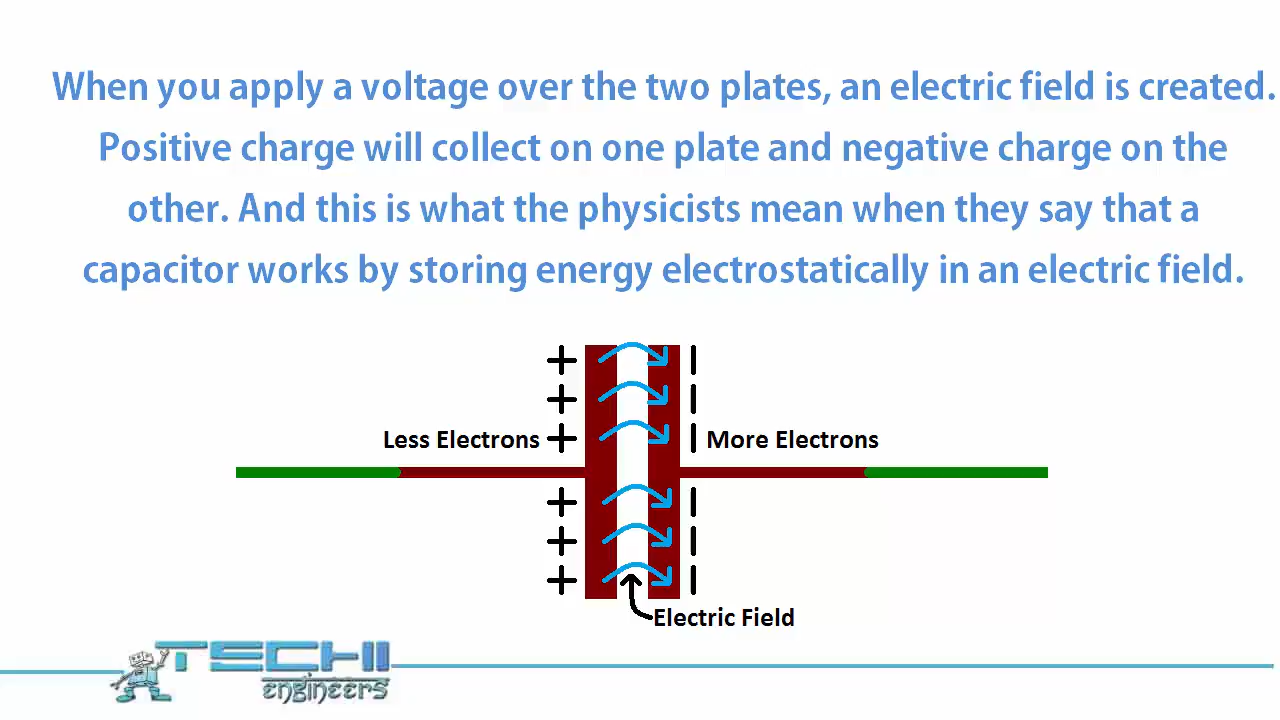 When you apply a voltage over the two plates, an electric field is created.
Positive charge will collect on one plate and negative charge on the
other. And this is what the physicists mean when they say that a
capacitor works by storing energy electrostatically in an electric field.
Less Electrons
More Electrons
Electric Field
TECHII
engineers